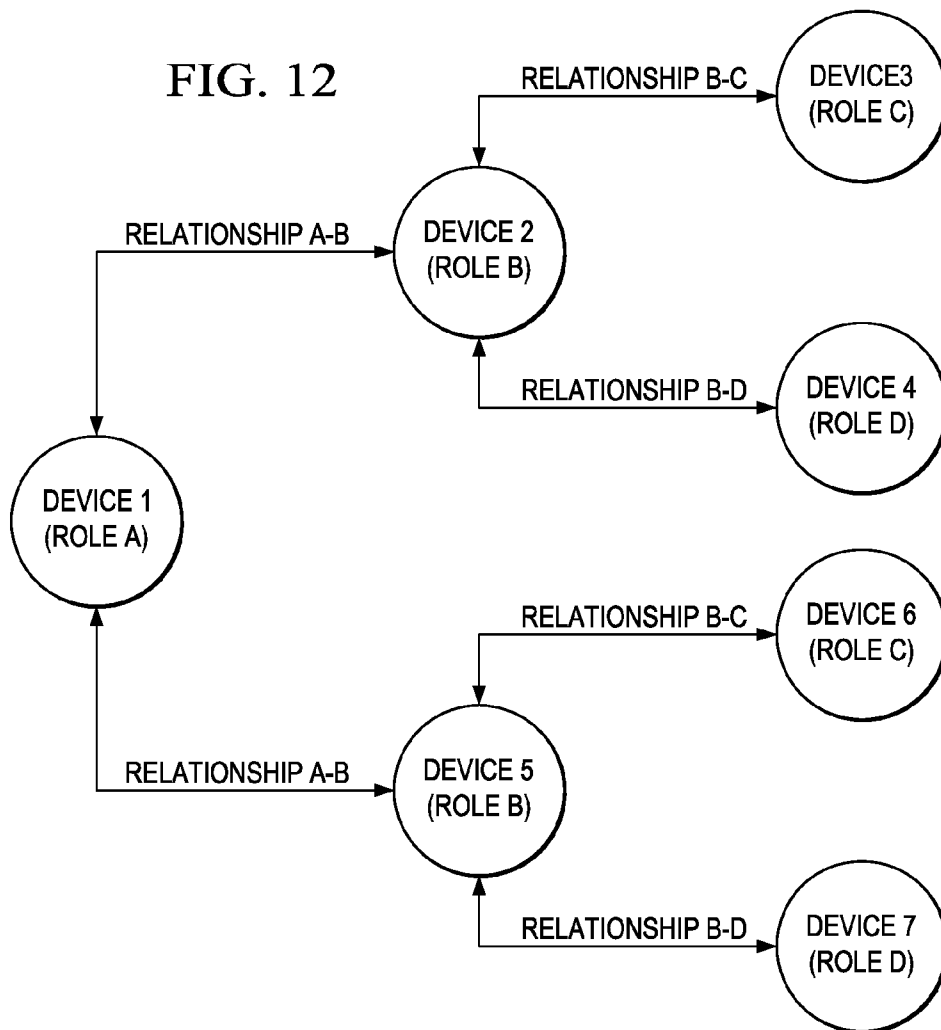 FIG. 12
RELATIONSHIP B-C
DEVICE3
(ROLE C)
RELATIONSHIP A-B
DEVICE 2
(ROLE B)
RELATIONSHIP B-D
DEVICE 4
(ROLE D)
DEVICE 1
(ROLE A)
RELATIONSHIP B-C
DEVICE 6
(ROLE C)
RELATIONSHIP A-B
DEVICE 5
(ROLE B)
RELATIONSHIP B-D
DEVICE 7
(ROLE D)